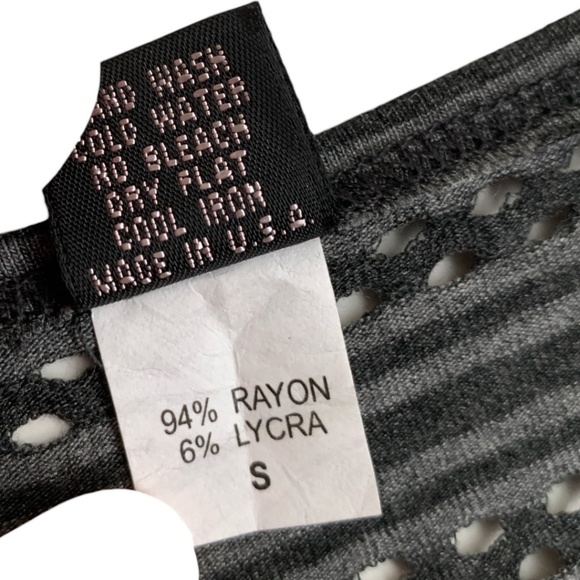 HAND WASH
COLD WATER
NO BLEACH
DRY FLAT
COOL IRON
MADE IN U.S.A.
94% RAYON
6% LYCRA
S